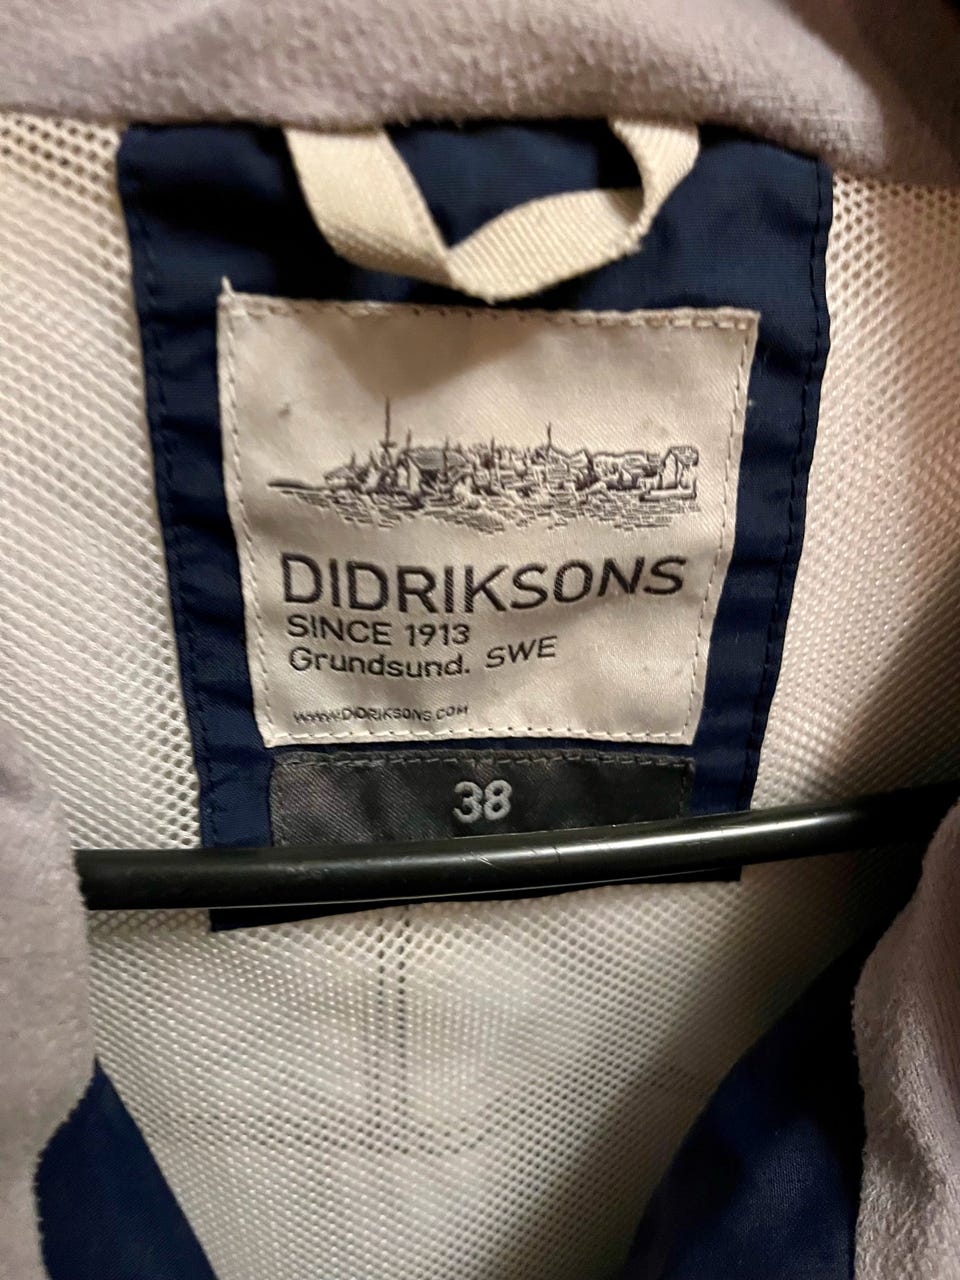 DIDRIKSONS
SINCE 1913
Grundsund. SWE
WWW.DIDRIKSONS.COM
38